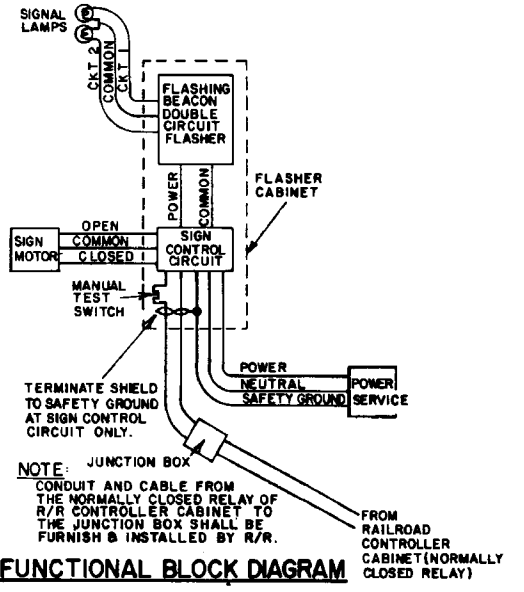 SIGNAL
LAMPS
CKT 2
COMMON
CKT 1
FLASHING
BEACON
DOUBLE
CIRCUIT
FLASHER
POWER
COMMON
FLASHER
CABINET
OPEN
COMMON
CLOSED
SIGN
MOTOR
SIGN
CONTROL
CIRCUIT
MANUAL
TEST
SWITCH
POWER
NEUTRAL
SAFETY GROUND
POWER
SERVICE
TERMINATE SHIELD
TO SAFETY GROUND
AT SIGN CONTROL
CIRCUIT ONLY.
JUNCTION BOX
NOTE:
CONDUIT AND CABLE FROM
THE NORMALLY CLOSED RELAY OF
R/R CONTROLLER CABINET TO
THE JUNCTION BOX SHALL BE
FURNISH & INSTALLED BY R/R.
FROM
RAILROAD
CONTROLLER
CABINET(NORMALLY
CLOSED RELAY)
FUNCTIONAL BLOCK DIAGRAM